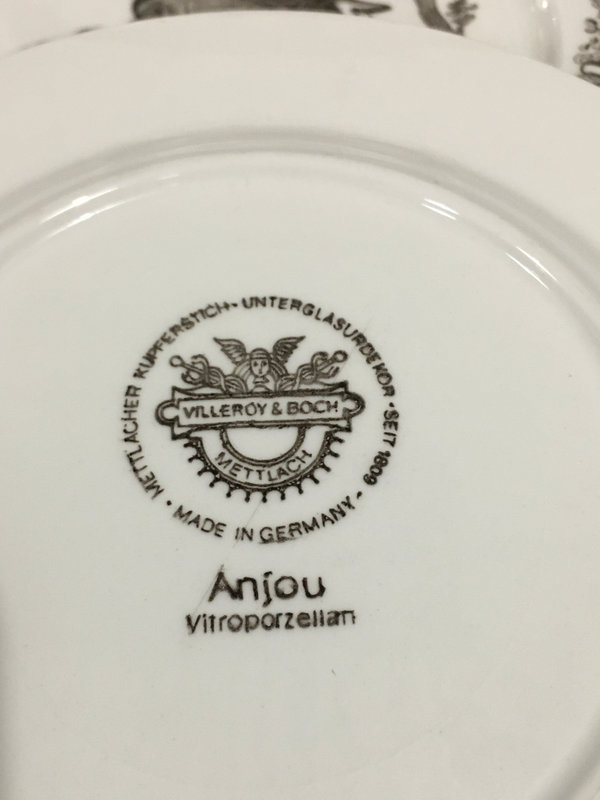 METTLACHER KUPFERSTICH · UNTERGLASURDEKOR · SEIT 1809 ·
VILLEROY & BOCH
METTLACH
· MADE IN GERMANY ·
Anjou
Vitroporzellan